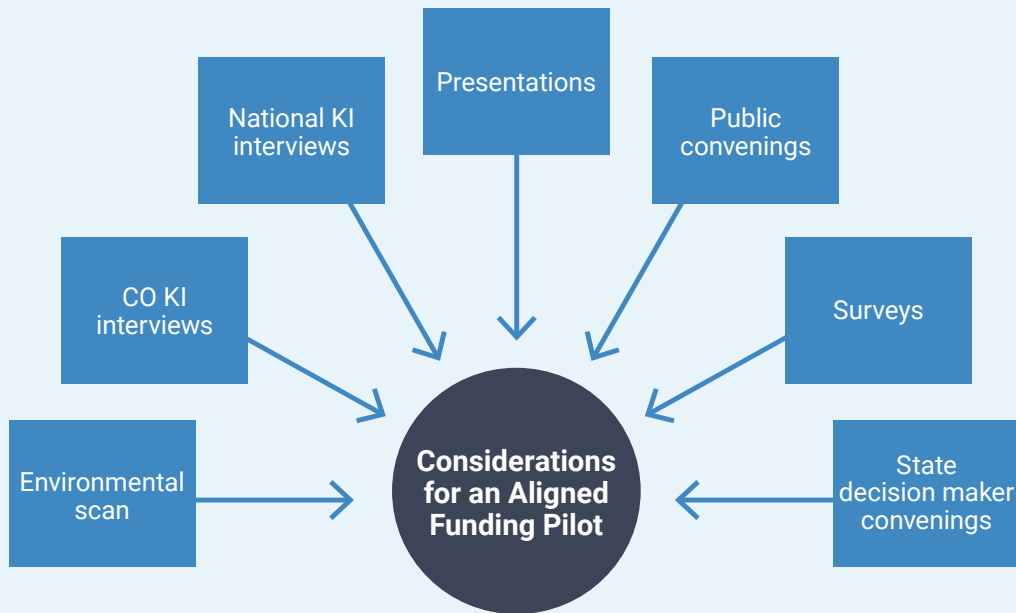 Presentations
National KI
interviews
Public
convenings
CO KI
interviews
Surveys
Environmental
scan
Considerations
for an Aligned
Funding Pilot
State
decision maker
convenings